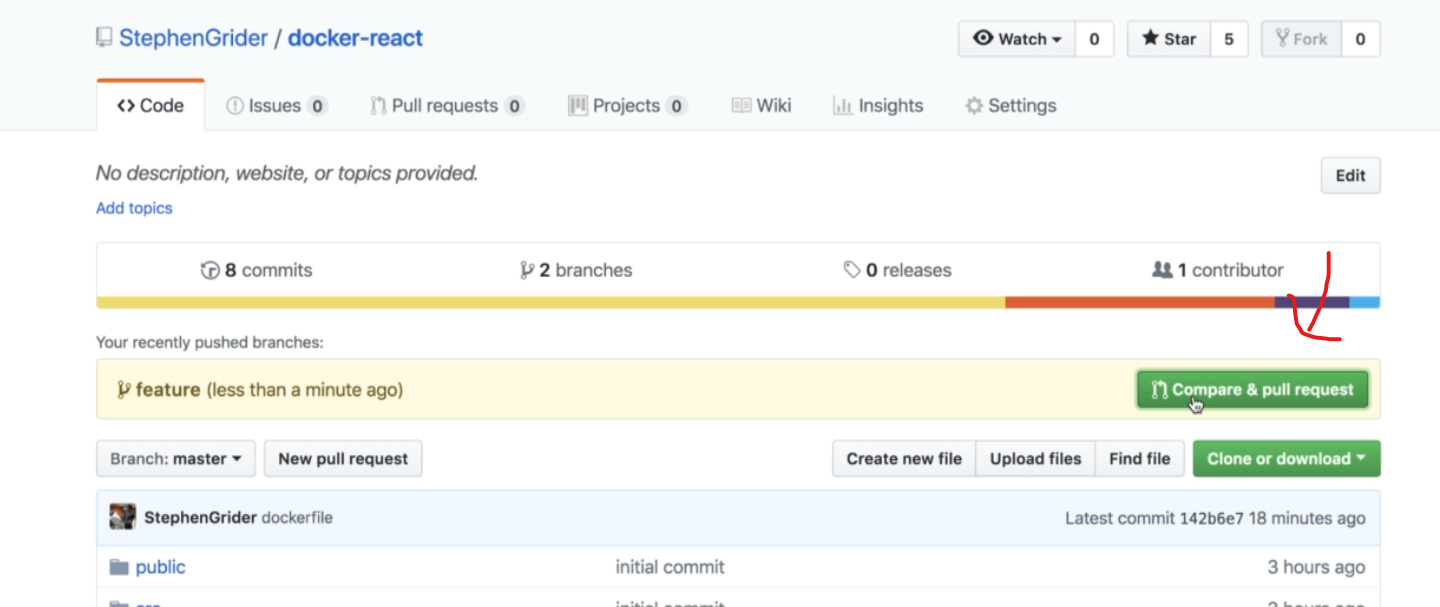 StephenGrider / docker-react
Watch 0 Star 5 Fork 0
Code Issues 0 Pull requests 0 Projects 0 Wiki Insights Settings
No description, website, or topics provided. Edit
Add topics
8 commits 2 branches 0 releases 1 contributor
Your recently pushed branches:
feature (less than a minute ago) Compare & pull request
Branch: master New pull request Create new file Upload files Find file Clone or download
StephenGrider dockerfile Latest commit 142b6e7 18 minutes ago
public initial commit 3 hours ago